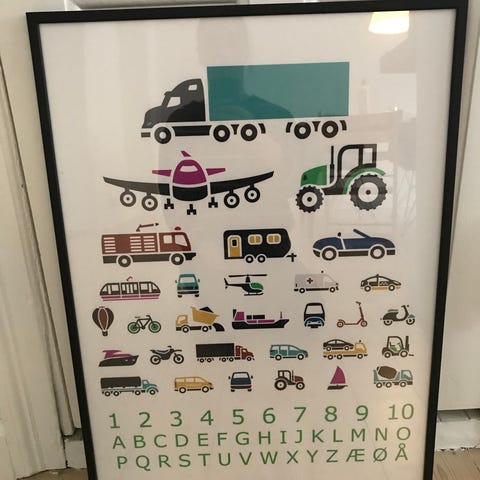 1 2 3 4 5 6 7 8 9 10
A B C D E F G H I J K L M N O
P Q R S T U V W X Y Z Æ Ø Å